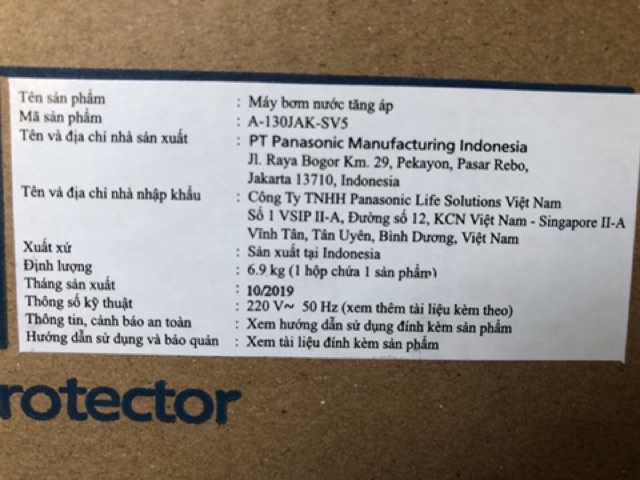 Tên sản phẩm : Máy bơm nước tăng áp
Mã sản phẩm : A-130JAK-SV5
Tên và địa chỉ nhà sản xuất : PT Panasonic Manufacturing Indonesia
Jl. Raya Bogor Km. 29, Pekayon, Pasar Rebo,
Jakarta 13710, Indonesia
Tên và địa chỉ nhà nhập khẩu : Công Ty TNHH Panasonic Life Solutions Việt Nam
Số 1 VSIP II-A, Đường số 12, KCN Việt Nam - Singapore II-A
Vĩnh Tân, Tân Uyên, Bình Dương, Việt Nam
Xuất xứ : Sản xuất tại Indonesia
Định lượng : 6.9 kg (1 hộp chứa 1 sản phẩm)
Tháng sản xuất : 10/2019
Thông số kỹ thuật : 220 V~ 50 Hz (xem thêm tài liệu kèm theo)
Thông tin, cảnh báo an toàn : Xem hướng dẫn sử dụng đính kèm sản phẩm
Hướng dẫn sử dụng và bảo quản : Xem tài liệu đính kèm sản phẩm
rotector